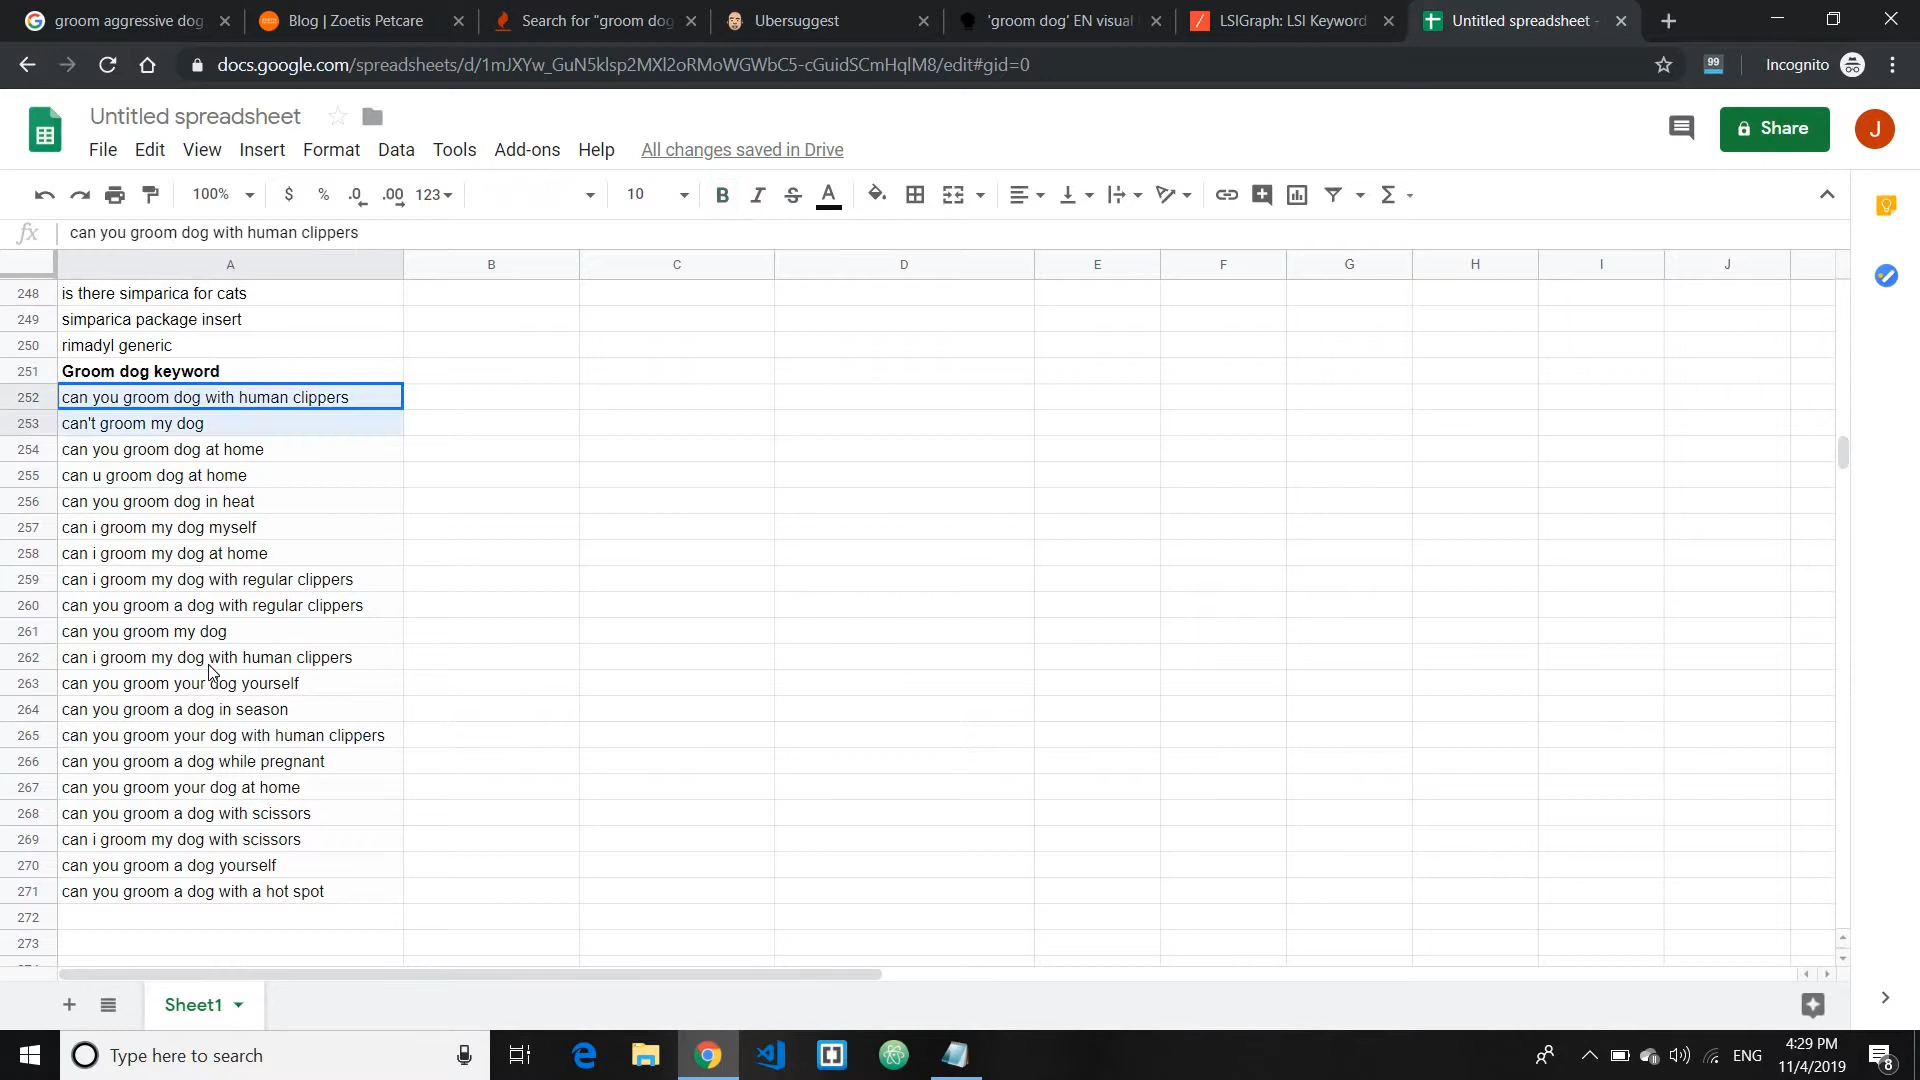 groom aggressive dog
Blog | Zoetis Petcare
Search for "groom dog
Ubersuggest
'groom dog' EN visual
LSIGraph: LSI Keyword
Untitled spreadsheet -
docs.google.com/spreadsheets/d/1mJXYw_GuN5klsp2MXl2oRMoWGWbC5-cGuidSCmHqlM8/edit#gid=0
99
Incognito
Untitled spreadsheet
Share
J
File Edit View Insert Format Data Tools Add-ons Help All changes saved in Drive
100% $ % .0 .00 123 10 B I S A Σ
fx can you groom dog with human clippers
A B C D E F G H I J
248 is there simparica for cats
249 simparica package insert
250 rimadyl generic
251 Groom dog keyword
252 can you groom dog with human clippers
253 can't groom my dog
254 can you groom dog at home
255 can u groom dog at home
256 can you groom dog in heat
257 can i groom my dog myself
258 can i groom my dog at home
259 can i groom my dog with regular clippers
260 can you groom a dog with regular clippers
261 can you groom my dog
262 can i groom my dog with human clippers
263 can you groom your dog yourself
264 can you groom a dog in season
265 can you groom your dog with human clippers
266 can you groom a dog while pregnant
267 can you groom your dog at home
268 can you groom a dog with scissors
269 can i groom my dog with scissors
270 can you groom a dog yourself
271 can you groom a dog with a hot spot
272
273
Sheet1
Type here to search
ENG
4:29 PM
11/4/2019
8